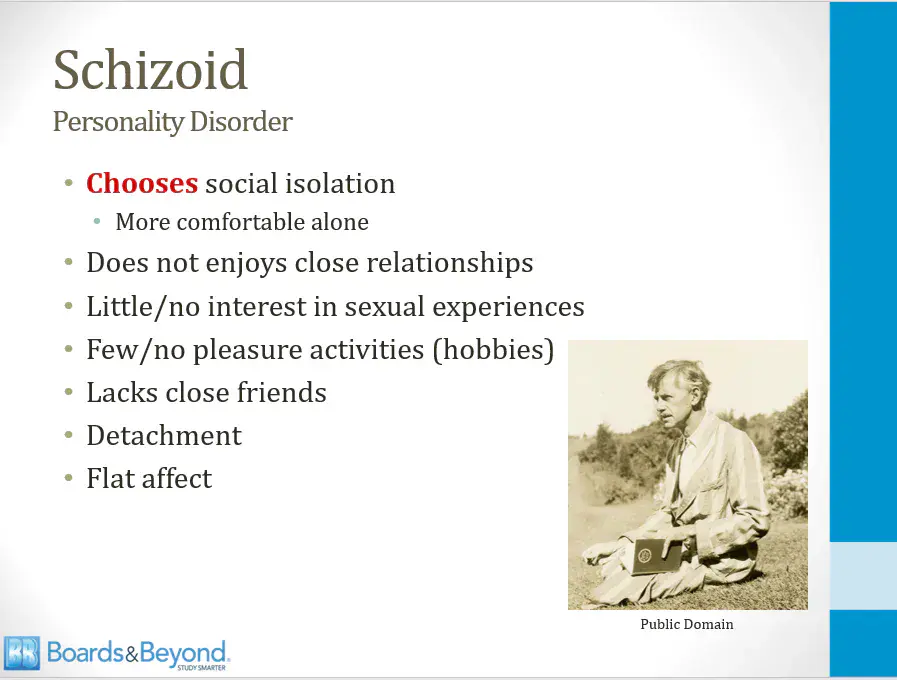 Schizoid
Personality Disorder
• Chooses social isolation
• More comfortable alone
• Does not enjoys close relationships
• Little/no interest in sexual experiences
• Few/no pleasure activities (hobbies)
• Lacks close friends
• Detachment
• Flat affect
Public Domain
BB Boards&Beyond.
STUDY SMARTER